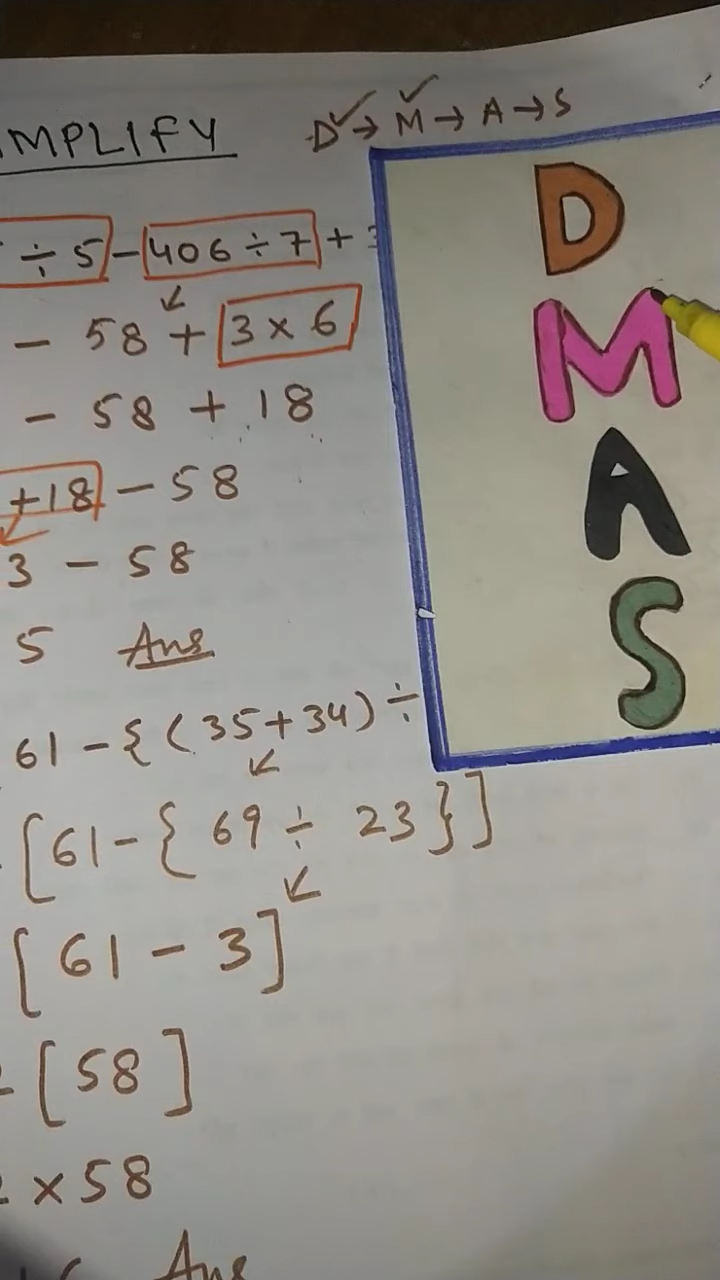 IMPLIFY
D → M → A → S
÷ 5 - 406 ÷ 7 +
- 58 + 3 × 6
- 58 + 18
+18 - 58
3 - 58
5 Ans
61 - { ( 35 + 34 ) ÷
[ 61 - { 69 ÷ 23 } ]
[ 61 - 3 ]
[ 58 ]
× 58
Ans
D
M
A
S